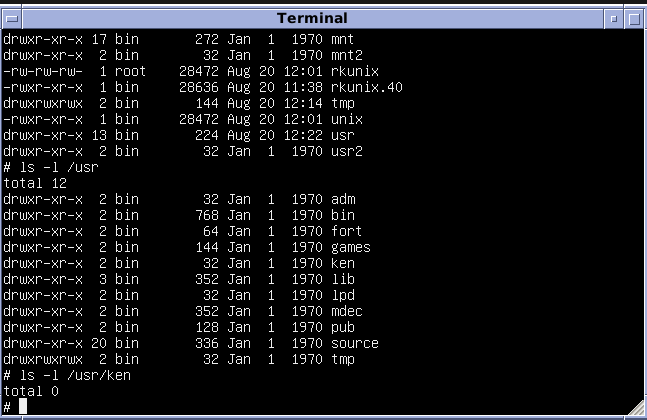 Terminal
drwxr-xr-x 17 bin       272 Jan  1  1970 mnt
drwxr-xr-x  2 bin        32 Jan  1  1970 mnt2
-rw-rw-rw-  1 root    28472 Aug 20 12:01 rkunix
-rwxr-xr-x  1 bin     28636 Aug 20 11:38 rkunix.40
drwxrwxrwx  2 bin       144 Aug 20 12:14 tmp
-rwxr-xr-x  1 bin     28472 Aug 20 12:01 unix
drwxr-xr-x 13 bin       224 Aug 20 12:22 usr
drwxr-xr-x  2 bin        32 Jan  1  1970 usr2
# ls -l /usr
total 12
drwxr-xr-x  2 bin        32 Jan  1  1970 adm
drwxr-xr-x  2 bin       768 Jan  1  1970 bin
drwxr-xr-x  2 bin        64 Jan  1  1970 fort
drwxr-xr-x  2 bin       144 Jan  1  1970 games
drwxr-xr-x  2 bin        32 Jan  1  1970 ken
drwxr-xr-x  3 bin       352 Jan  1  1970 lib
drwxr-xr-x  2 bin        32 Jan  1  1970 lpd
drwxr-xr-x  2 bin       352 Jan  1  1970 mdec
drwxr-xr-x  2 bin       128 Jan  1  1970 pub
drwxr-xr-x 20 bin       336 Jan  1  1970 source
drwxrwxrwx  2 bin        32 Jan  1  1970 tmp
# ls -l /usr/ken
total 0
#